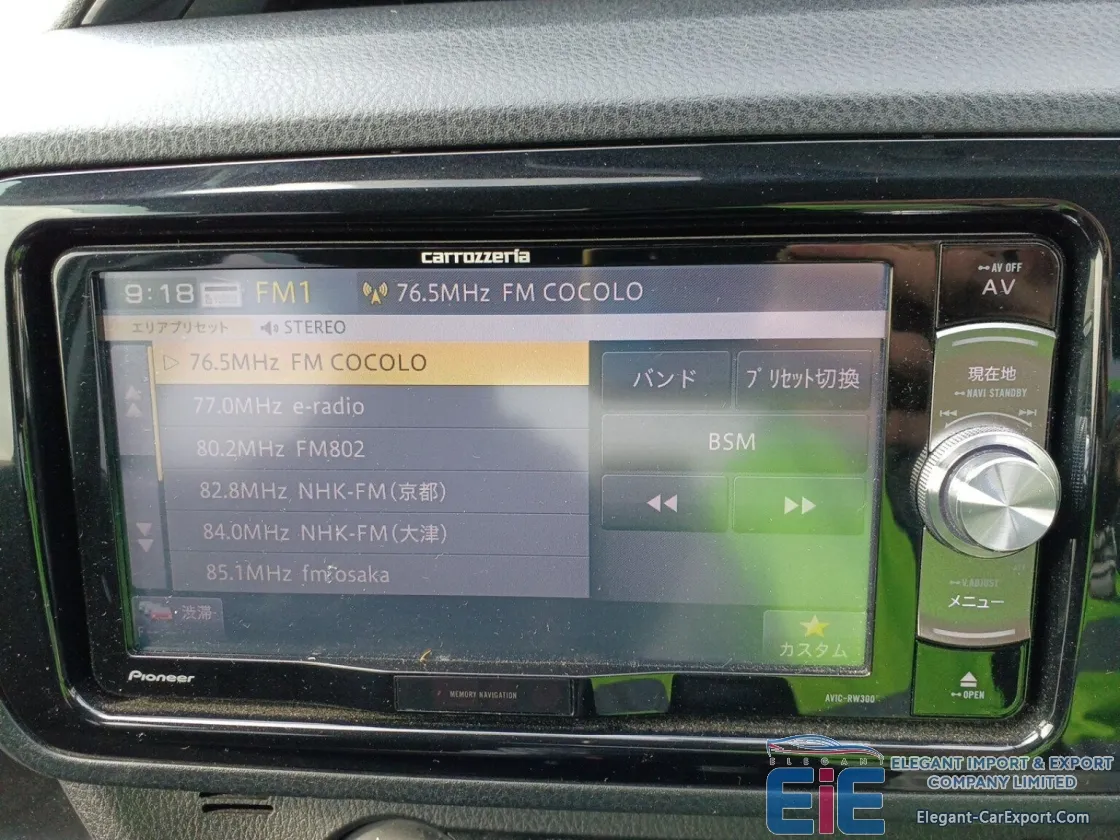 carrozzeria
9:18 FM1 76.5MHz FM COCOLO
エリアプリセット STEREO
76.5MHz FM COCOLO
77.0MHz e-radio
80.2MHz FM802
82.8MHz NHK-FM(京都)
84.0MHz NHK-FM(大津)
85.1MHz fm osaka
バンド
プリセット切換
BSM
渋滞
カスタム
AV OFF
AV
現在地
NAVI STANDBY
V.ADJUST
メニュー
OPEN
Pioneer
MEMORY NAVIGATION
AVIC-RW300
ELEGANT
EiE
ELEGANT IMPORT & EXPORT
COMPANY LIMITED
Elegant-CarExport.Com